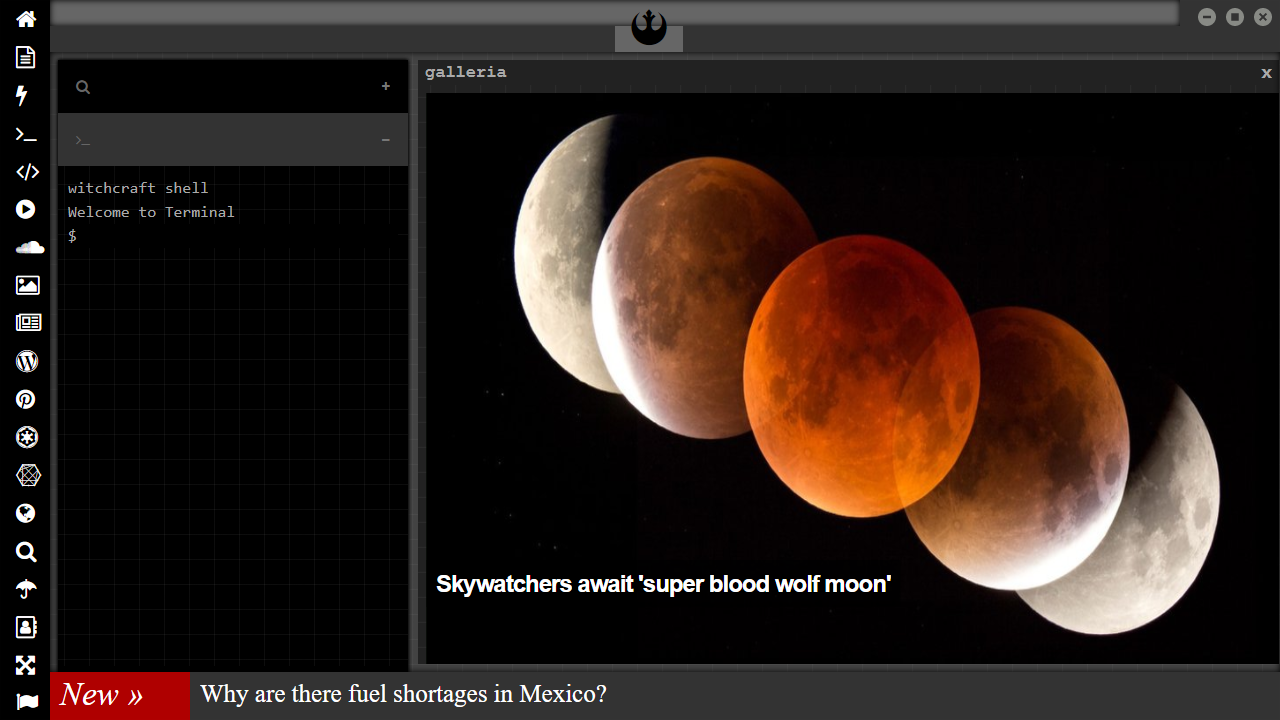 galleria
x
+
>_
−
witchcraft shell
Welcome to Terminal
$
Skywatchers await 'super blood wolf moon'
New »
Why are there fuel shortages in Mexico?